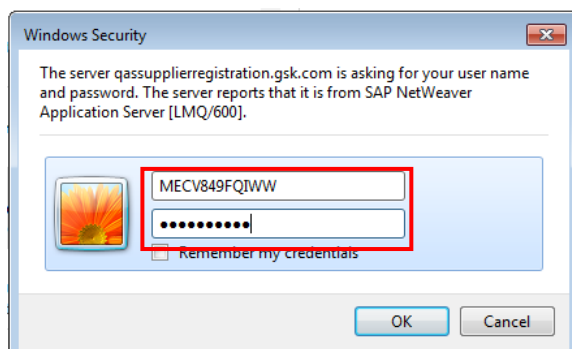 Windows Security
The server qassupplierregistration.gsk.com is asking for your user name
and password. The server reports that it is from SAP NetWeaver
Application Server [LMQ/600].
MECV849FQIWW
●●●●●●●●●●
Remember my credentials
OK Cancel